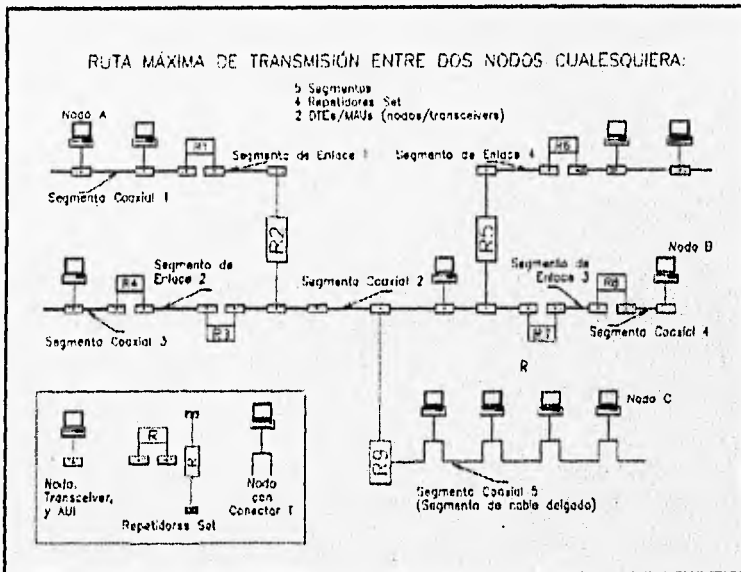 RUTA MÁXIMA DE TRANSMISIÓN ENTRE DOS NODOS CUALESQUIERA:
5 Segmentos
4 Repetidores Set
2 DTEs/MAUs (nodos/transceivers)
Nodo A
R1
Segmento de Enlace 1
Segmento de Enlace 4
R6
Segmento Coaxial 1
R2
R5
Nodo B
R4
Segmento de
Enlace 2
Segmento Coaxial 2
Segmento de
Enlace 3
R8
Segmento Coaxial 3
R3
R7
Segmento Coaxial 4
R
Nodo C
R9
Segmento Coaxial 5
(Segmento de cable delgado)
R
R
Nodo,
Transceiver,
y AUI
Repetidores Set
Nodo
con
Conector T